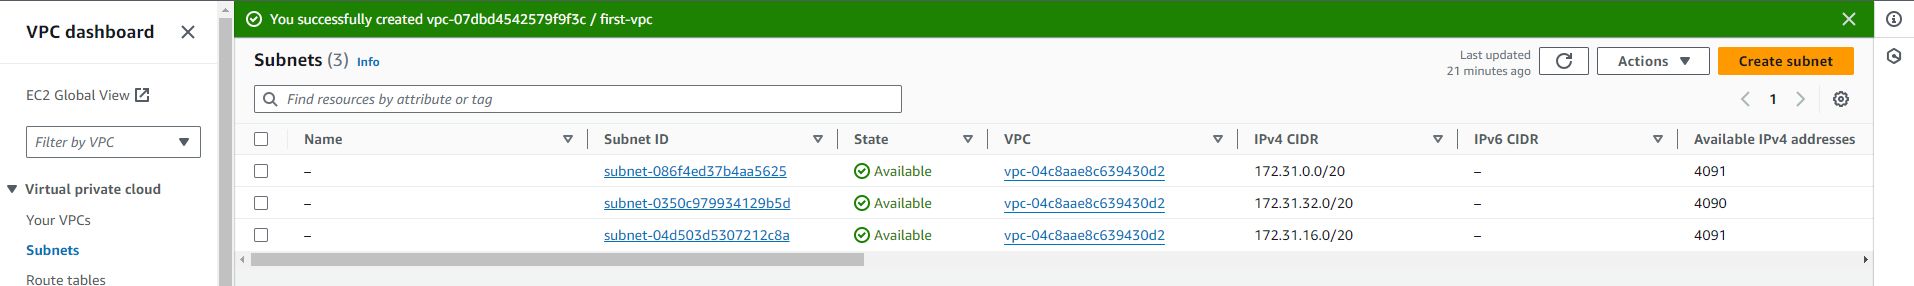 VPC dashboard
EC2 Global View
Filter by VPC
Virtual private cloud
Your VPCs
Subnets
Route tables
You successfully created vpc-07dbd4542579f9f3c / first-vpc
Subnets (3) Info
Last updated
21 minutes ago
Actions
Create subnet
Find resources by attribute or tag
1
Name Subnet ID State VPC IPv4 CIDR IPv6 CIDR Available IPv4 addresses
– subnet-086f4ed37b4aa5625 Available vpc-04c8aae8c639430d2 172.31.0.0/20 – 4091
– subnet-0350c979934129b5d Available vpc-04c8aae8c639430d2 172.31.32.0/20 – 4090
– subnet-04d503d5307212c8a Available vpc-04c8aae8c639430d2 172.31.16.0/20 – 4091